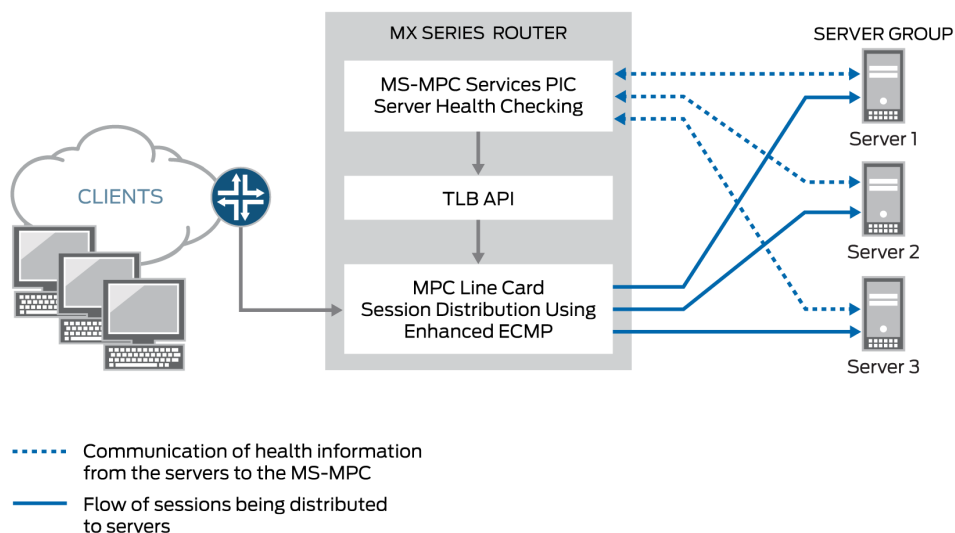 MX SERIES ROUTER
SERVER GROUP
MS-MPC Services PIC
Server Health Checking
Server 1
CLIENTS
TLB API
Server 2
MPC Line Card
Session Distribution Using
Enhanced ECMP
Server 3
Communication of health information
from the servers to the MS-MPC
Flow of sessions being distributed
to servers